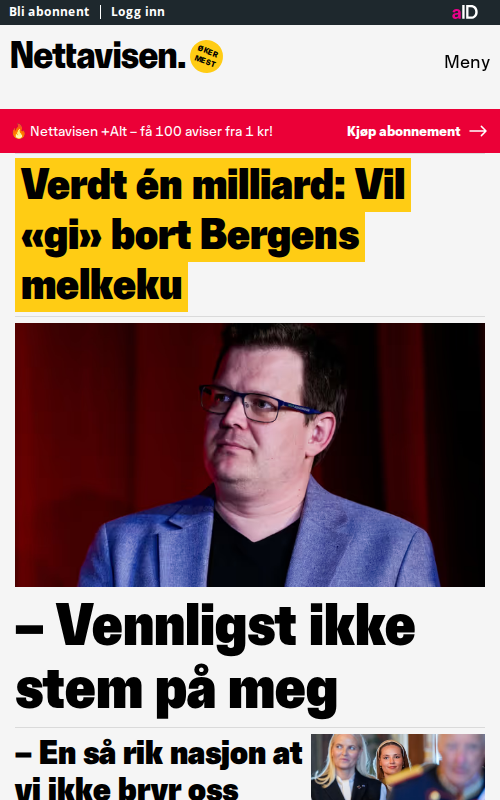 Bli abonnent | Logg inn aID
Nettavisen. ØKER MEST
Meny
🔥 Nettavisen +Alt – få 100 aviser fra 1 kr! Kjøp abonnement →
Verdt én milliard: Vil
«gi» bort Bergens
melkeku
– Vennligst ikke
stem på meg
– En så rik nasjon at
vi ikke bryr oss